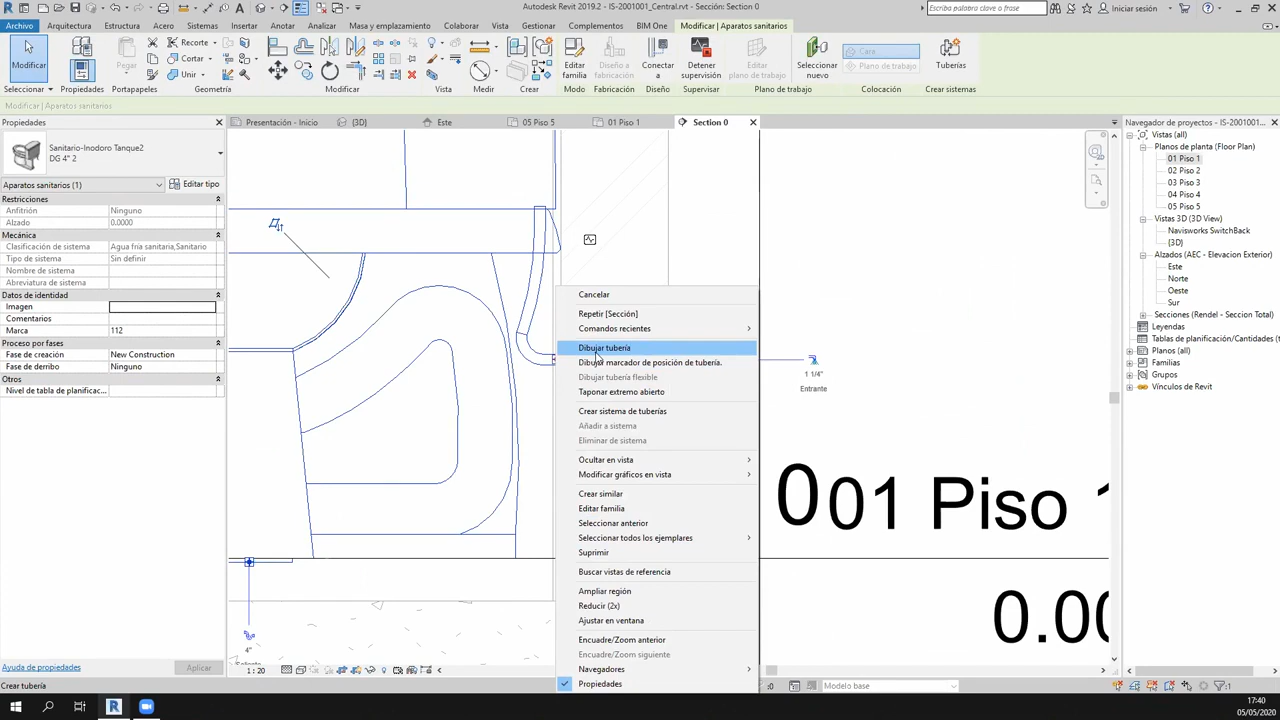 Autodesk Revit 2019.2 - IS-2001001_Central.rvt - Sección: Section 0
Escriba palabra clave o frase
Iniciar sesión
Archivo Arquitectura Estructura Acero Sistemas Insertar Anotar Analizar Masa y emplazamiento Colaborar Vista Gestionar Complementos BIM One Modificar | Aparatos sanitarios
Modificar
Pegar
Recorte
Cortar
Unir
Editar familia
Diseño a fabricación
Conectar a
Detener supervisión
Editar plano de trabajo
Seleccionar nuevo
Cara
Plano de trabajo
Tuberías
Seleccionar Propiedades Portapapeles Geometría Modificar Vista Medir Crear Modo Fabricación Diseño Supervisar Plano de trabajo Colocación Crear sistemas
Modificar | Aparatos sanitarios
Propiedades
Presentación - Inicio {3D} Este 05 Piso 5 01 Piso 1 Section 0
Navegador de proyectos - IS-2001001...
Sanitario-Inodoro Tanque2
DG 4" 2
Aparatos sanitarios (1) Editar tipo
Restricciones
Anfitrión Ninguno
Alzado 0.0000
Mecánica
Clasificación de sistema Agua fría sanitaria,Sanitario
Tipo de sistema Sin definir
Nombre de sistema
Abreviatura de sistema
Datos de identidad
Imagen
Comentarios
Marca 112
Proceso por fases
Fase de creación New Construction
Fase de derribo Ninguno
Otros
Nivel de tabla de planificac...
Ayuda de propiedades Aplicar
Cancelar
Repetir [Sección]
Comandos recientes
Dibujar tubería
Dibujar marcador de posición de tubería.
Dibujar tubería flexible
Taponar extremo abierto
Crear sistema de tuberías
Añadir a sistema
Eliminar de sistema
Ocultar en vista
Modificar gráficos en vista
Crear similar
Editar familia
Seleccionar anterior
Seleccionar todos los ejemplares
Suprimir
Buscar vistas de referencia
Ampliar región
Reducir (2x)
Ajustar en ventana
Encuadre/Zoom anterior
Encuadre/Zoom siguiente
Navegadores
Propiedades
1 1/4"
Entrante
001 Piso 1
0.00
4"
Vistas (all)
Planos de planta (Floor Plan)
01 Piso 1
02 Piso 2
03 Piso 3
04 Piso 4
05 Piso 5
Vistas 3D (3D View)
Navisworks SwitchBack
{3D}
Alzados (AEC - Elevacion Exterior)
Este
Norte
Oeste
Sur
Secciones (Rendel - Seccion Total)
Leyendas
Tablas de planificación/Cantidades (t
Planos (all)
Familias
Grupos
Vínculos de Revit
1 : 20
Crear tubería
:0
Modelo base
:1
17:40
05/05/2020